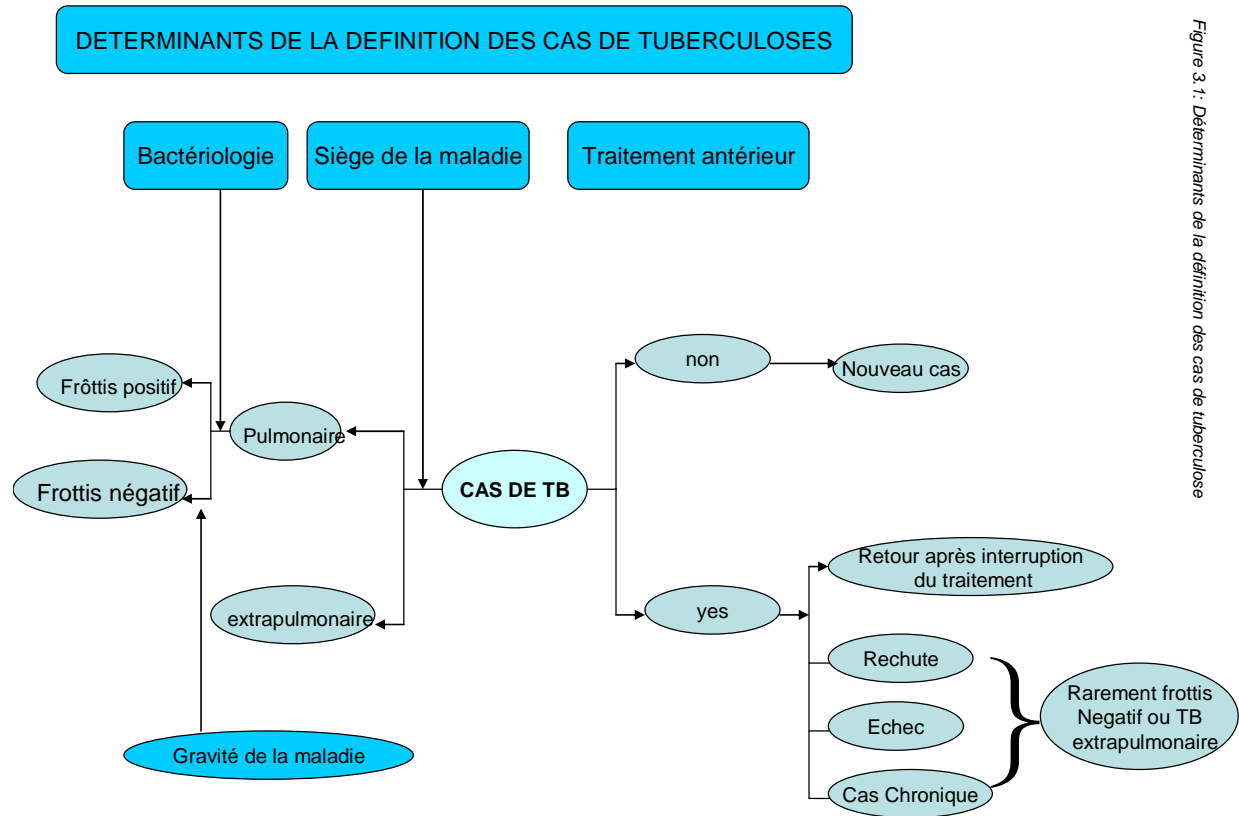 DETERMINANTS DE LA DEFINITION DES CAS DE TUBERCULOSES
Figure 3.1: Déterminants de la définition des cas de tuberculose
Bactériologie
Siège de la maladie
Traitement antérieur
non
Nouveau cas
Frôttis positif
Pulmonaire
Frottis négatif
CAS DE TB
Retour après interruption
du traitement
extrapulmonaire
yes
Rechute
Rarement frottis
Negatif ou TB
extrapulmonaire
Echec
Gravité de la maladie
Cas Chronique